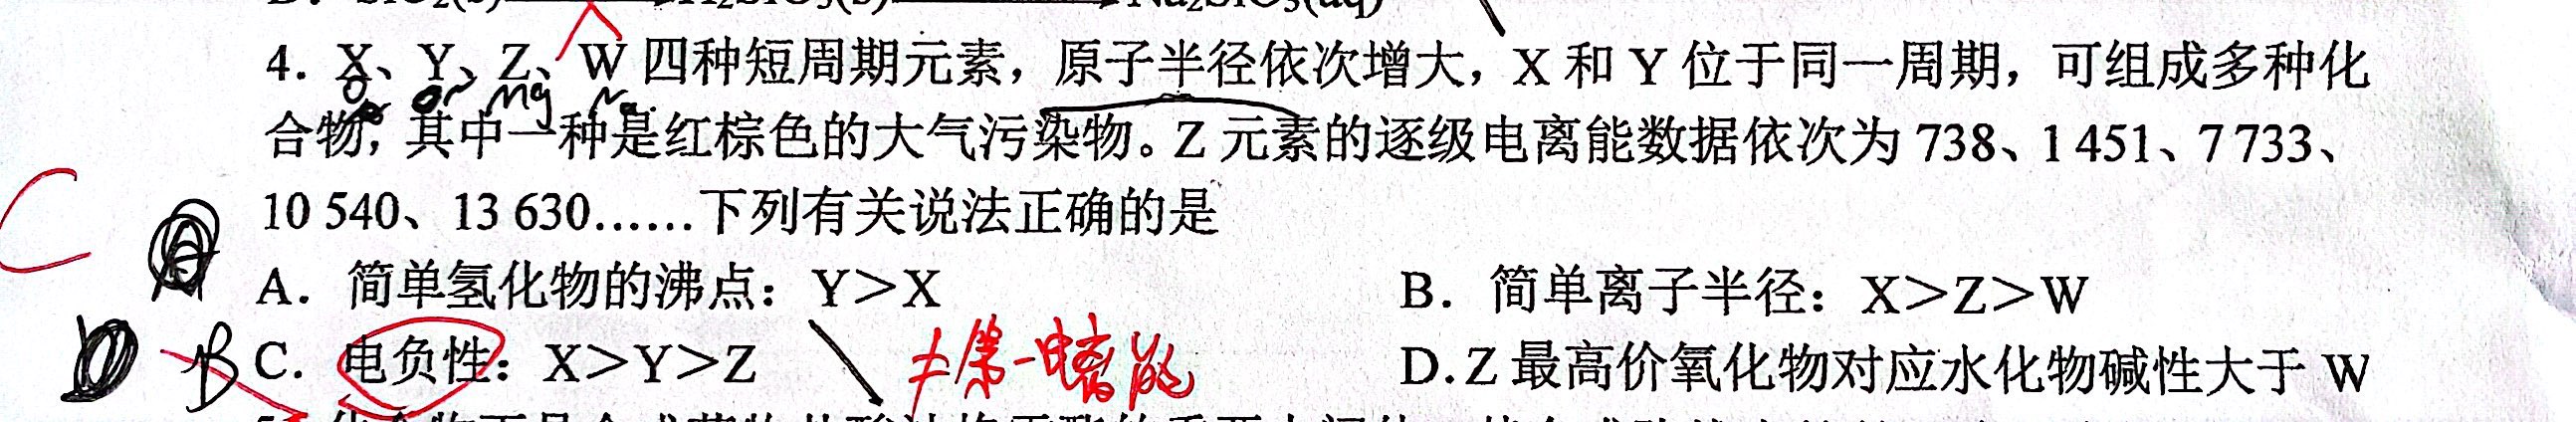 4. X、Y、Z、W 四种短周期元素，原子半径依次增大，X 和 Y 位于同一周期，可组成多种化
Mg Na
合物，其中一种是红棕色的大气污染物。Z 元素的逐级电离能数据依次为 738、1 451、7 733、
C
10 540、13 630……下列有关说法正确的是
A. 简单氢化物的沸点：Y>X
B. 简单离子半径：X>Z>W
B
C. 电负性：X>Y>Z
≠第一电离能
D. Z 最高价氧化物对应水化物碱性大于 W